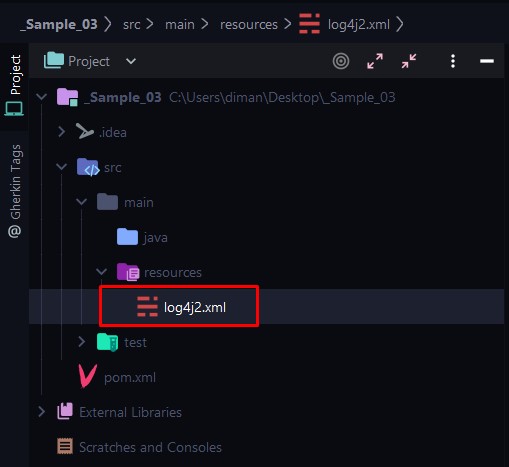 _Sample_03 src main resources log4j2.xml
Project
Project
Gherkin Tags
_Sample_03 C:\Users\diman\Desktop\_Sample_03
.idea
src
main
java
resources
log4j2.xml
test
pom.xml
External Libraries
Scratches and Consoles